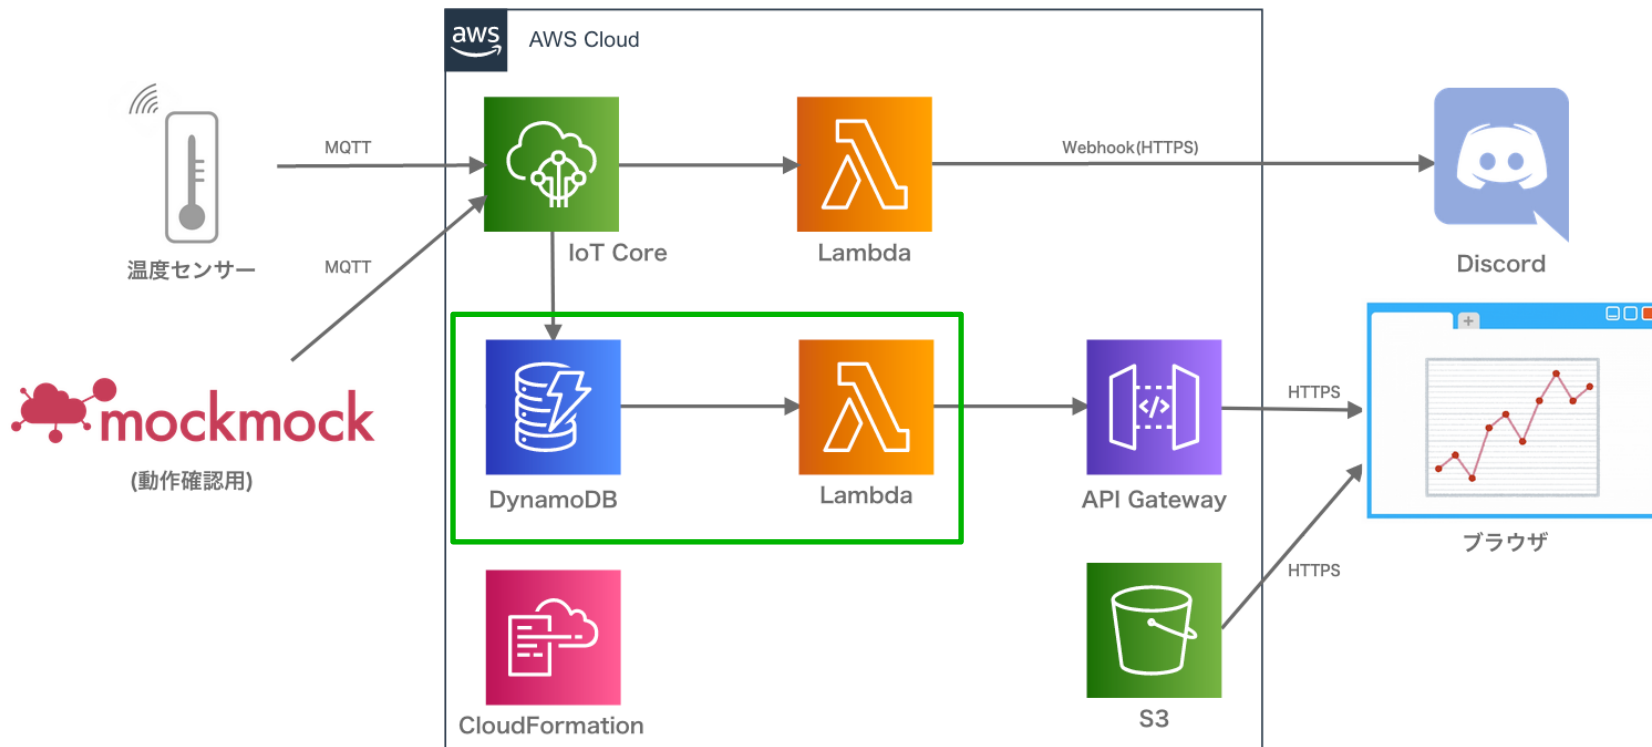 aws
AWS Cloud
MQTT
Webhook(HTTPS)
温度センサー
MQTT
IoT Core
Lambda
Discord
mockmock
(動作確認用)
DynamoDB
Lambda
API Gateway
HTTPS
ブラウザ
HTTPS
CloudFormation
S3